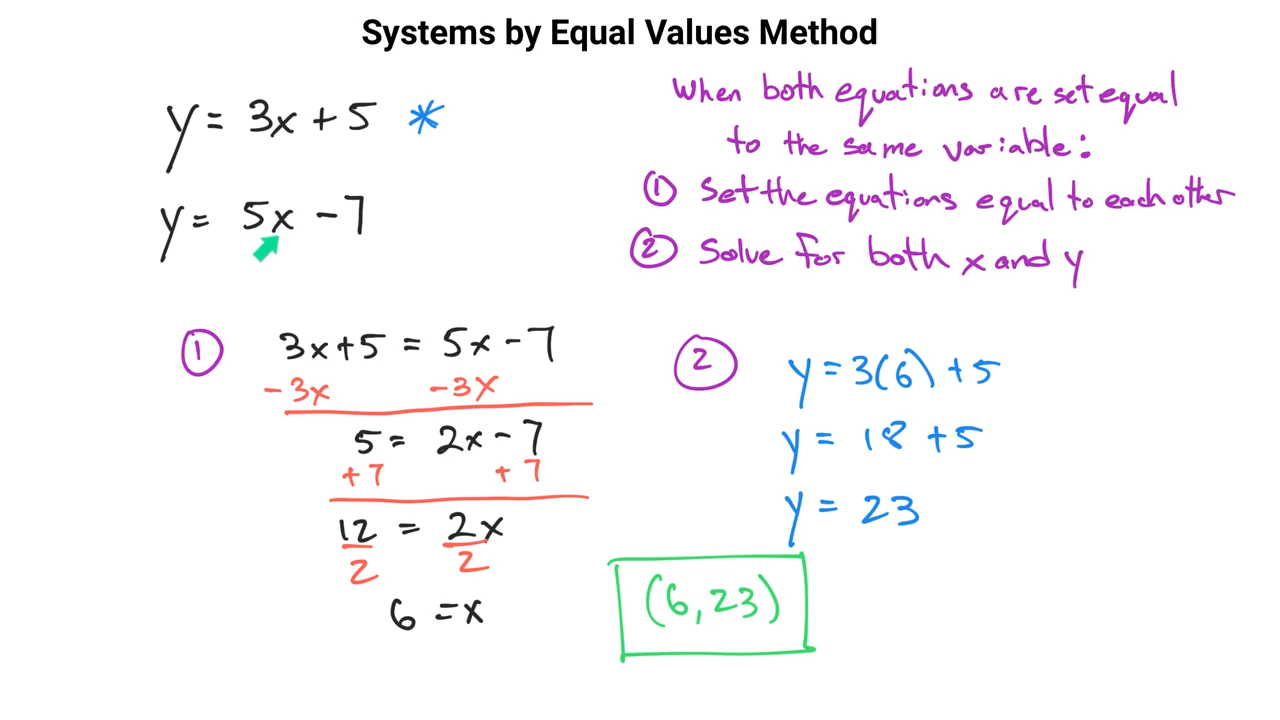 Systems by Equal Values Method
y = 3x + 5 *
y = 5x - 7
When both equations are set equal
to the same variable:
① Set the equations equal to each other
② Solve for both x and y
①
3x+5 = 5x - 7
-3x -3x
5 = 2x - 7
+7 +7
12 = 2x
2 2
6 = x
②
y = 3(6) + 5
y = 18 + 5
y = 23
(6, 23)